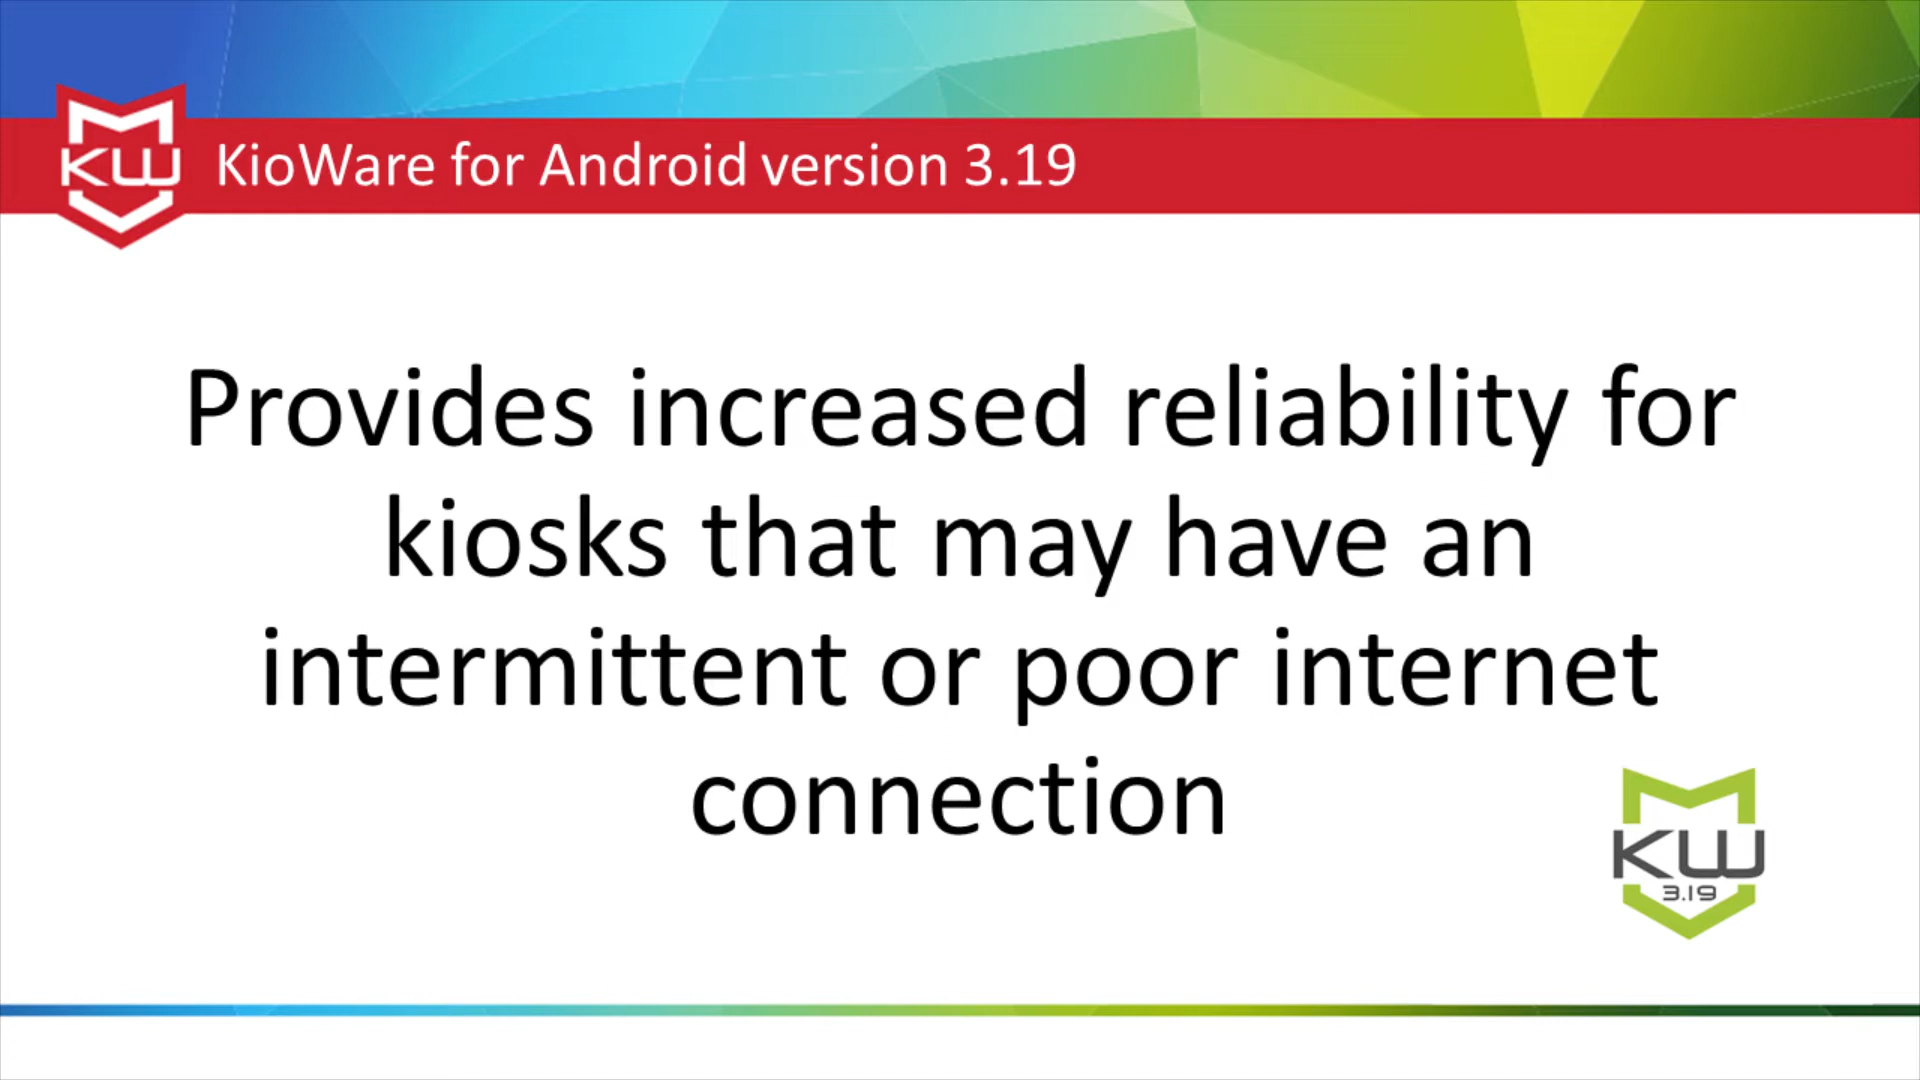 KW
KioWare for Android version 3.19
Provides increased reliability for
kiosks that may have an
intermittent or poor internet
connection
KW
3.19